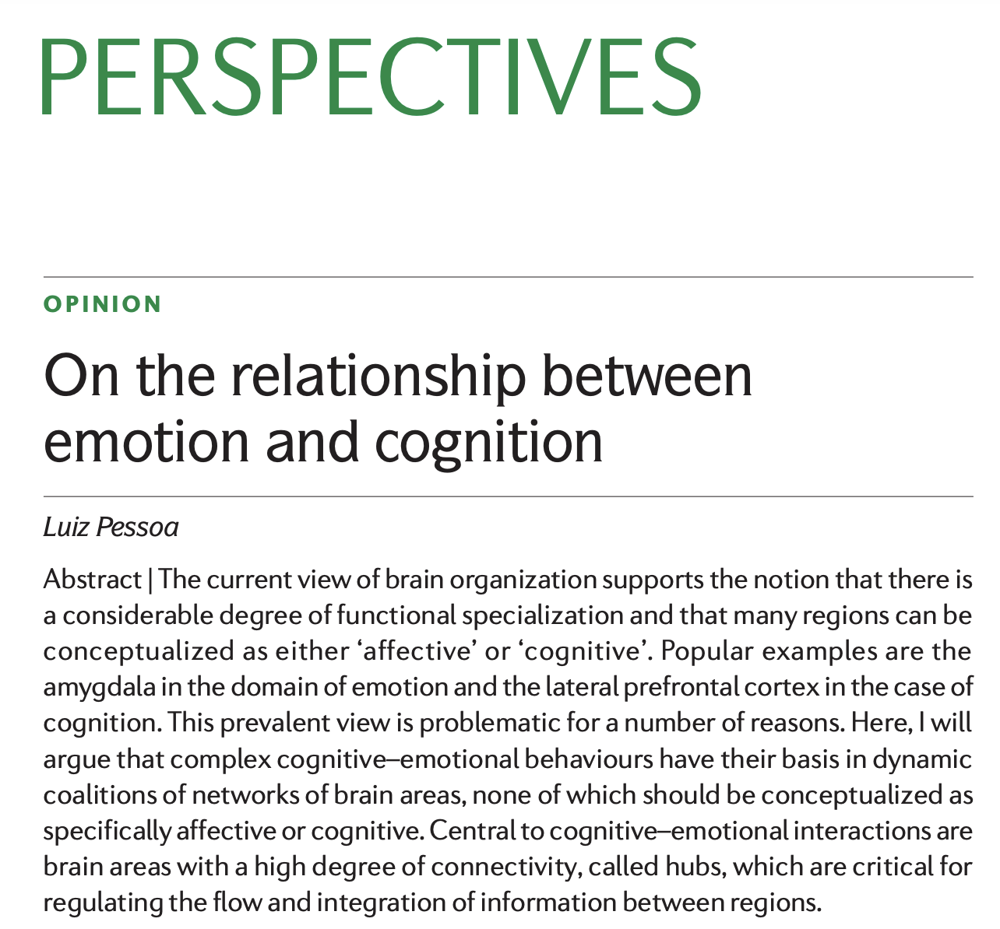 PERSPECTIVES
OPINION
On the relationship between
emotion and cognition
Luiz Pessoa
Abstract | The current view of brain organization supports the notion that there is
a considerable degree of functional specialization and that many regions can be
conceptualized as either ‘affective’ or ‘cognitive’. Popular examples are the
amygdala in the domain of emotion and the lateral prefrontal cortex in the case of
cognition. This prevalent view is problematic for a number of reasons. Here, I will
argue that complex cognitive–emotional behaviours have their basis in dynamic
coalitions of networks of brain areas, none of which should be conceptualized as
specifically affective or cognitive. Central to cognitive–emotional interactions are
brain areas with a high degree of connectivity, called hubs, which are critical for
regulating the flow and integration of information between regions.